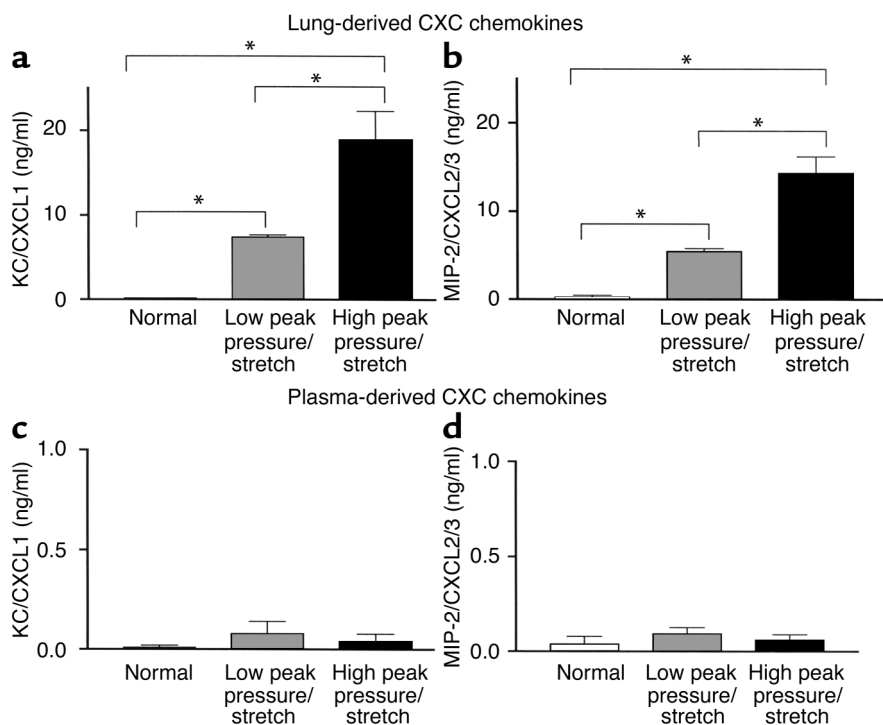 Lung-derived CXC chemokines
a
*
*
*
KC/CXCL1 (ng/ml)
20
10
0
Normal
Low peak
pressure/
stretch
High peak
pressure/
stretch
b
*
*
*
MIP-2/CXCL2/3 (ng/ml)
20
10
0
Normal
Low peak
pressure/
stretch
High peak
pressure/
stretch
Plasma-derived CXC chemokines
c
KC/CXCL1 (ng/ml)
1.0
0.5
0.0
Normal
Low peak
pressure/
stretch
High peak
pressure/
stretch
d
MIP-2/CXCL2/3 (ng/ml)
1.0
0.5
0.0
Normal
Low peak
pressure/
stretch
High peak
pressure/
stretch